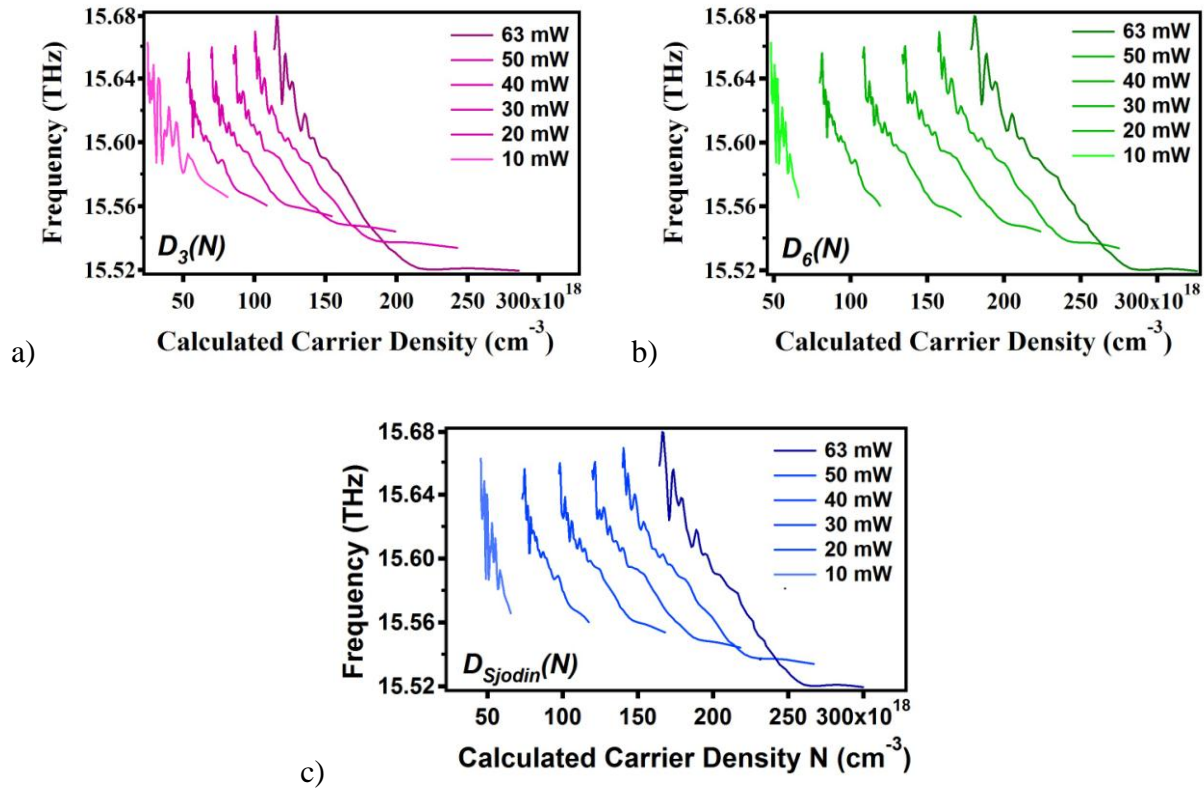 15.68
15.64
15.60
15.56
15.52
Frequency (THz)
63 mW
50 mW
40 mW
30 mW
20 mW
10 mW
D3(N)
50 100 150 200 250 300x10^18
Calculated Carrier Density (cm^-3)
a)
15.68
15.64
15.60
15.56
15.52
Frequency (THz)
63 mW
50 mW
40 mW
30 mW
20 mW
10 mW
D6(N)
50 100 150 200 250 300x10^18
Calculated Carrier Density (cm^-3)
b)
15.68
15.64
15.60
15.56
15.52
Frequency (THz)
63 mW
50 mW
40 mW
30 mW
20 mW
10 mW
DSjodin(N)
50 100 150 200 250 300x10^18
Calculated Carrier Density N (cm^-3)
c)